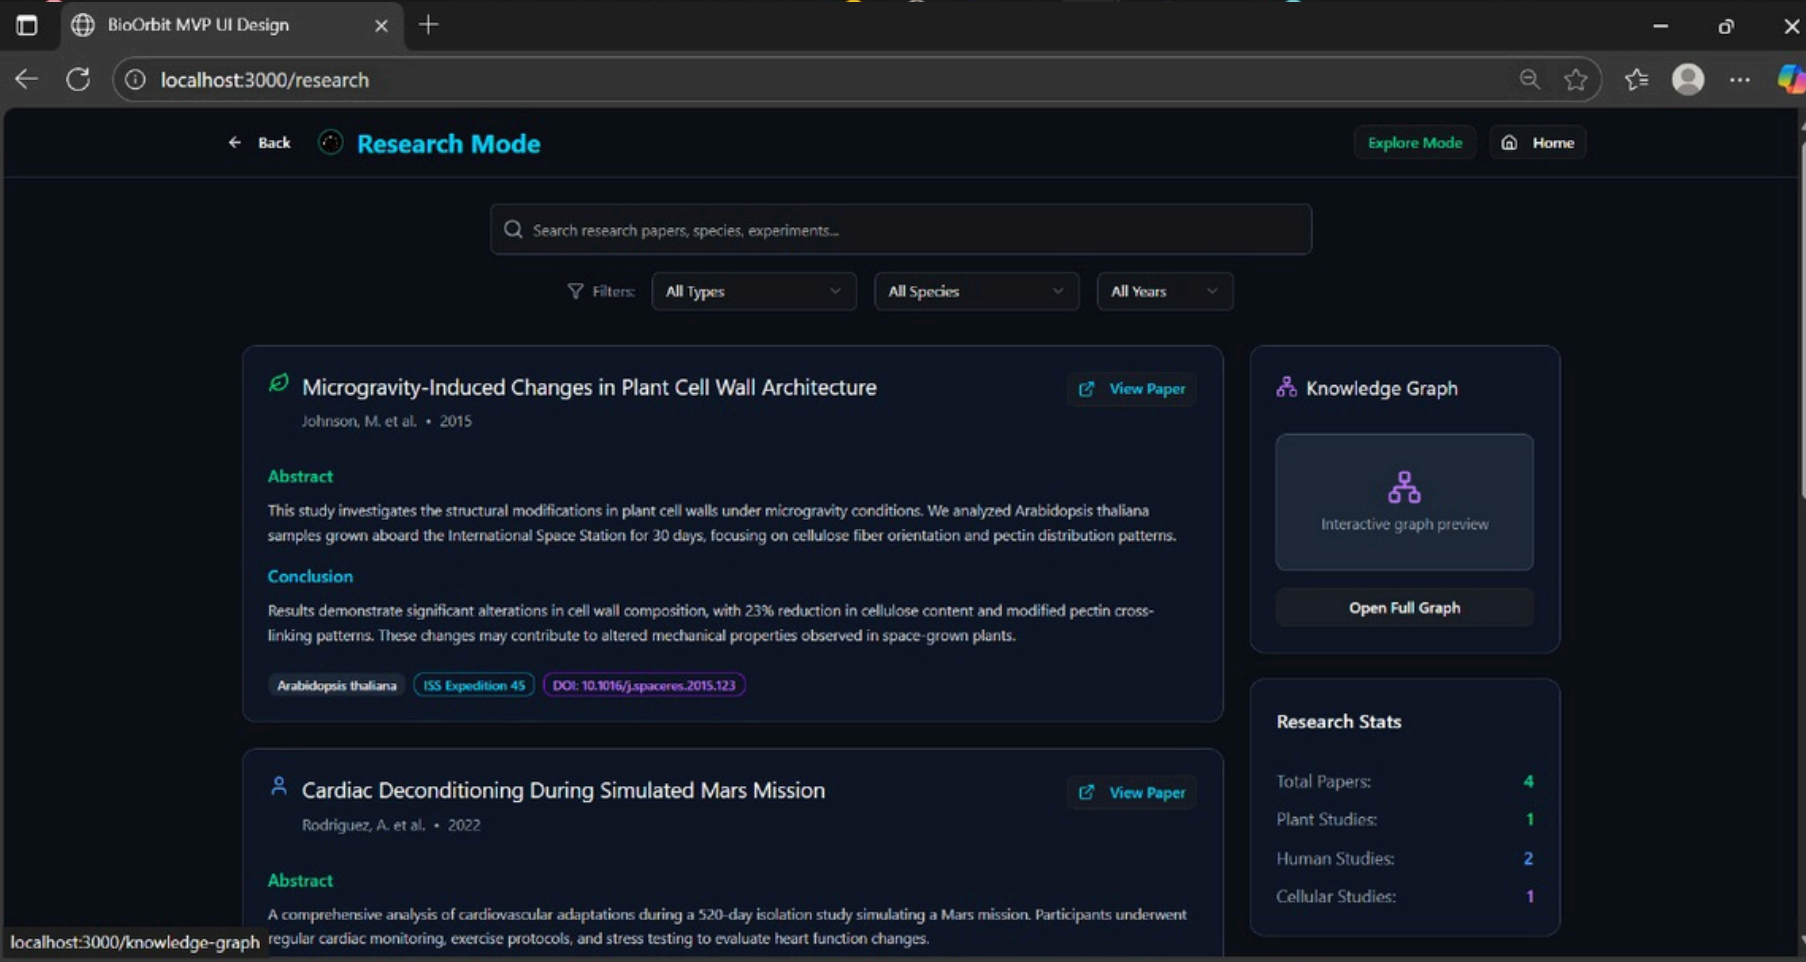 BioOrbit MVP UI Design
localhost:3000/research
Back
Research Mode
Explore Mode
Home
Search research papers, species, experiments...
Filters:
All Types
All Species
All Years
Microgravity-Induced Changes in Plant Cell Wall Architecture
View Paper
Johnson, M. et al. • 2015
Abstract
This study investigates the structural modifications in plant cell walls under microgravity conditions. We analyzed Arabidopsis thaliana
samples grown aboard the International Space Station for 30 days, focusing on cellulose fiber orientation and pectin distribution patterns.
Conclusion
Results demonstrate significant alterations in cell wall composition, with 23% reduction in cellulose content and modified pectin cross-
linking patterns. These changes may contribute to altered mechanical properties observed in space-grown plants.
Arabidopsis thaliana
ISS Expedition 45
DOI: 10.1016/j.spaceres.2015.123
Cardiac Deconditioning During Simulated Mars Mission
View Paper
Rodriguez, A. et al. • 2022
Abstract
A comprehensive analysis of cardiovascular adaptations during a 520-day isolation study simulating a Mars mission. Participants underwent
regular cardiac monitoring, exercise protocols, and stress testing to evaluate heart function changes.
Knowledge Graph
Interactive graph preview
Open Full Graph
Research Stats
Total Papers: 4
Plant Studies: 1
Human Studies: 2
Cellular Studies: 1
localhost:3000/knowledge-graph